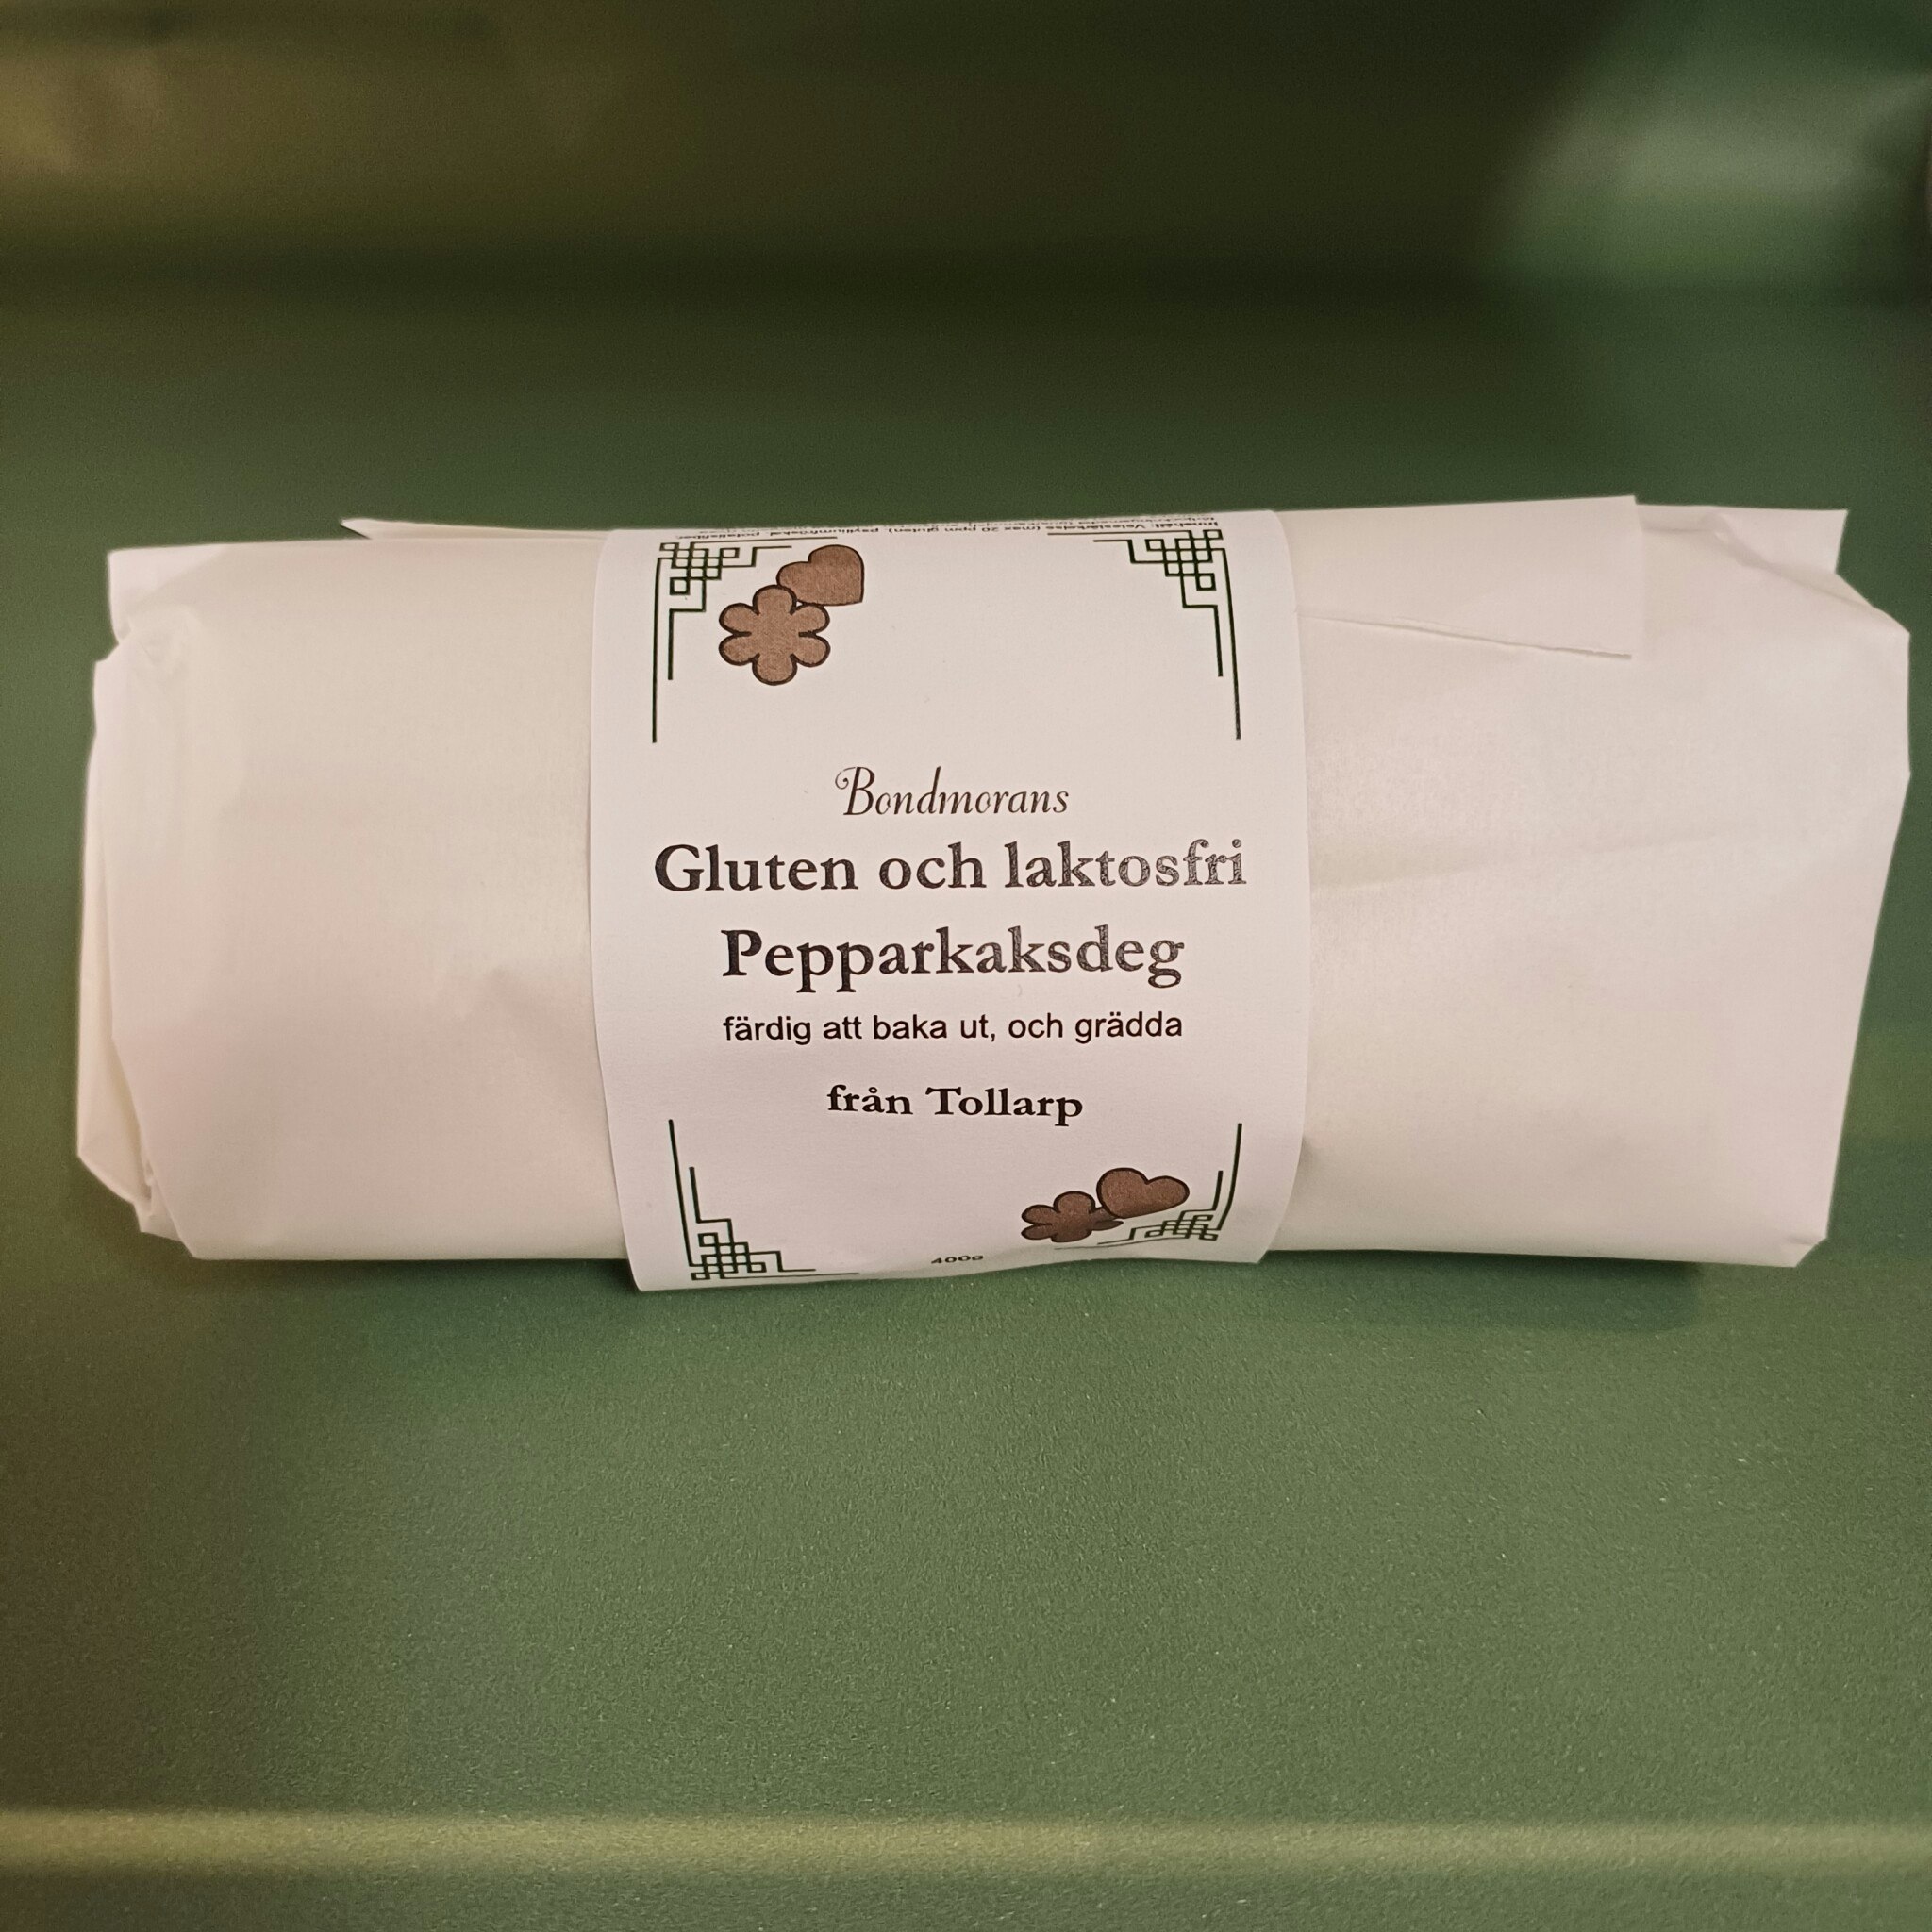 Bondmorans
Gluten och laktosfri
Pepparkaksdeg
färdig att baka ut, och grädda
från Tollarp
400g